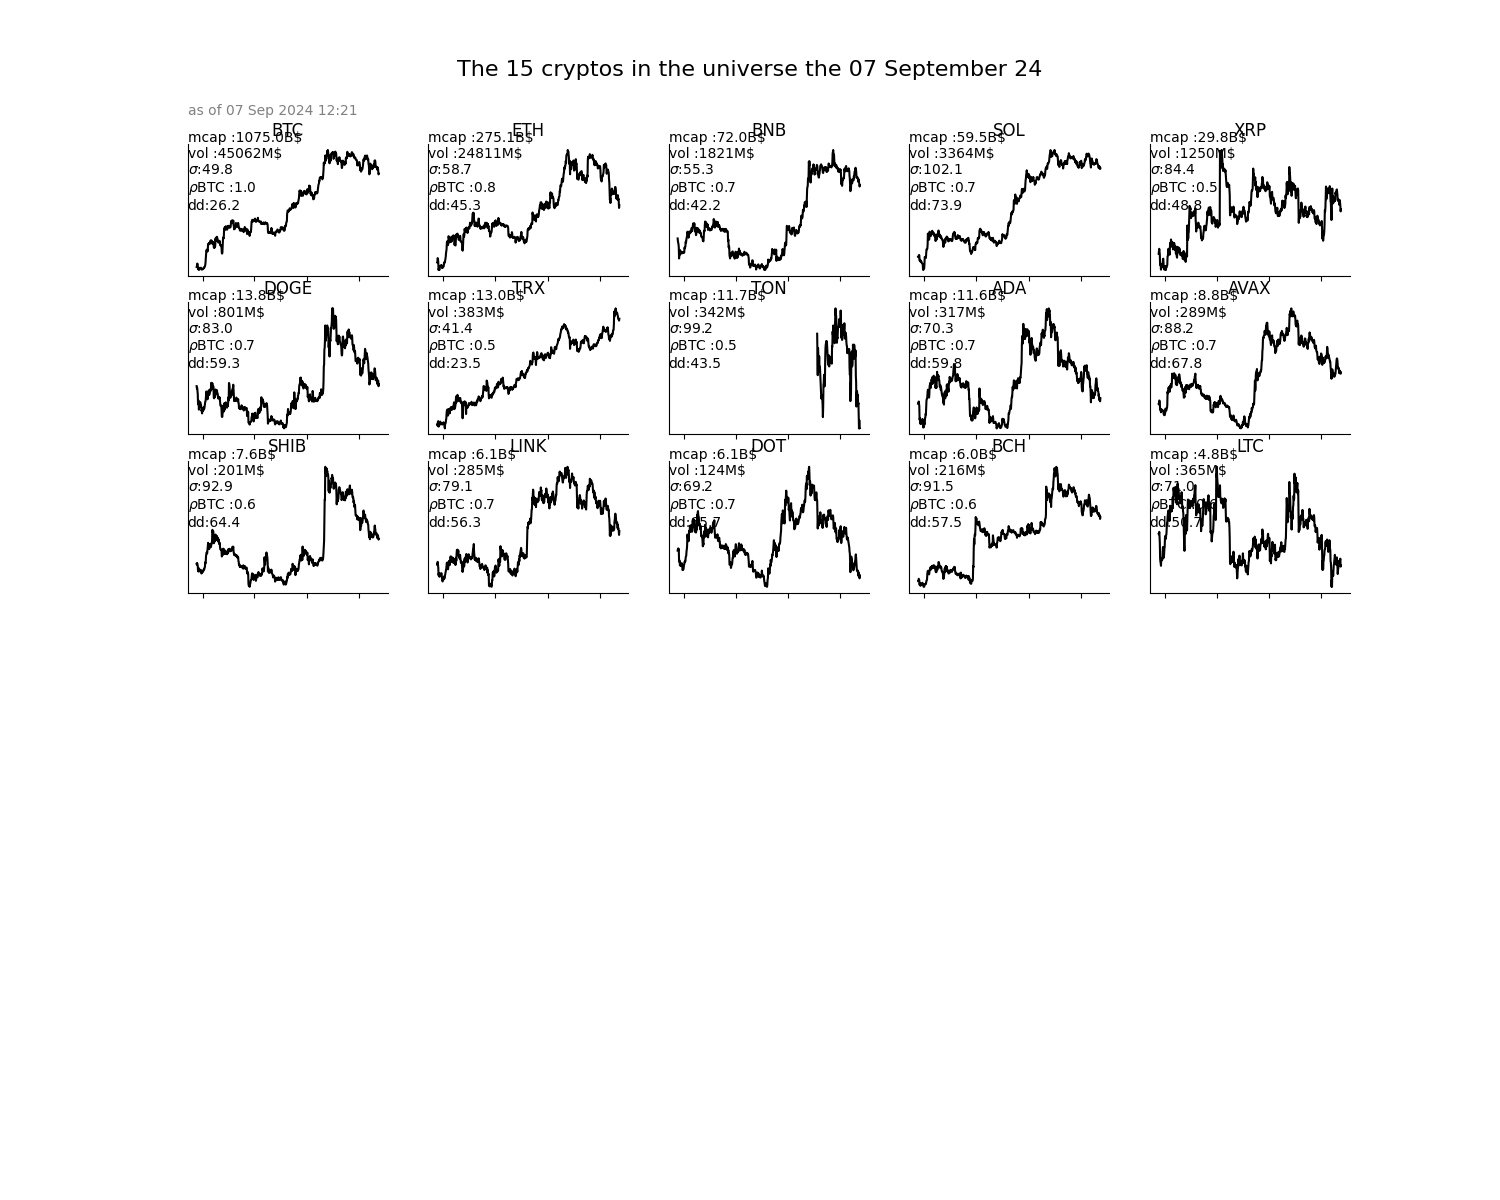 The 15 cryptos in the universe the 07 September 24
as of 07 Sep 2024 12:21
BTC
mcap :1075.0B$
vol :45062M$
σ:49.8
ρBTC :1.0
dd:26.2
ETH
mcap :275.1B$
vol :24811M$
σ:58.7
ρBTC :0.8
dd:45.3
BNB
mcap :72.0B$
vol :1821M$
σ:55.3
ρBTC :0.7
dd:42.2
SOL
mcap :59.5B$
vol :3364M$
σ:102.1
ρBTC :0.7
dd:73.9
XRP
mcap :29.8B$
vol :1250M$
σ:84.4
ρBTC :0.5
dd:48.8
DOGE
mcap :13.8B$
vol :801M$
σ:83.0
ρBTC :0.7
dd:59.3
TRX
mcap :13.0B$
vol :383M$
σ:41.4
ρBTC :0.5
dd:23.5
TON
mcap :11.7B$
vol :342M$
σ:99.2
ρBTC :0.5
dd:43.5
ADA
mcap :11.6B$
vol :317M$
σ:70.3
ρBTC :0.7
dd:59.8
AVAX
mcap :8.8B$
vol :289M$
σ:88.2
ρBTC :0.7
dd:67.8
SHIB
mcap :7.6B$
vol :201M$
σ:92.9
ρBTC :0.6
dd:64.4
LINK
mcap :6.1B$
vol :285M$
σ:79.1
ρBTC :0.7
dd:56.3
DOT
mcap :6.1B$
vol :124M$
σ:69.2
ρBTC :0.7
BCH
mcap :6.0B$
vol :216M$
σ:91.5
ρBTC :0.6
dd:57.5
LTC
mcap :4.8B$
vol :365M$
σ:71.0